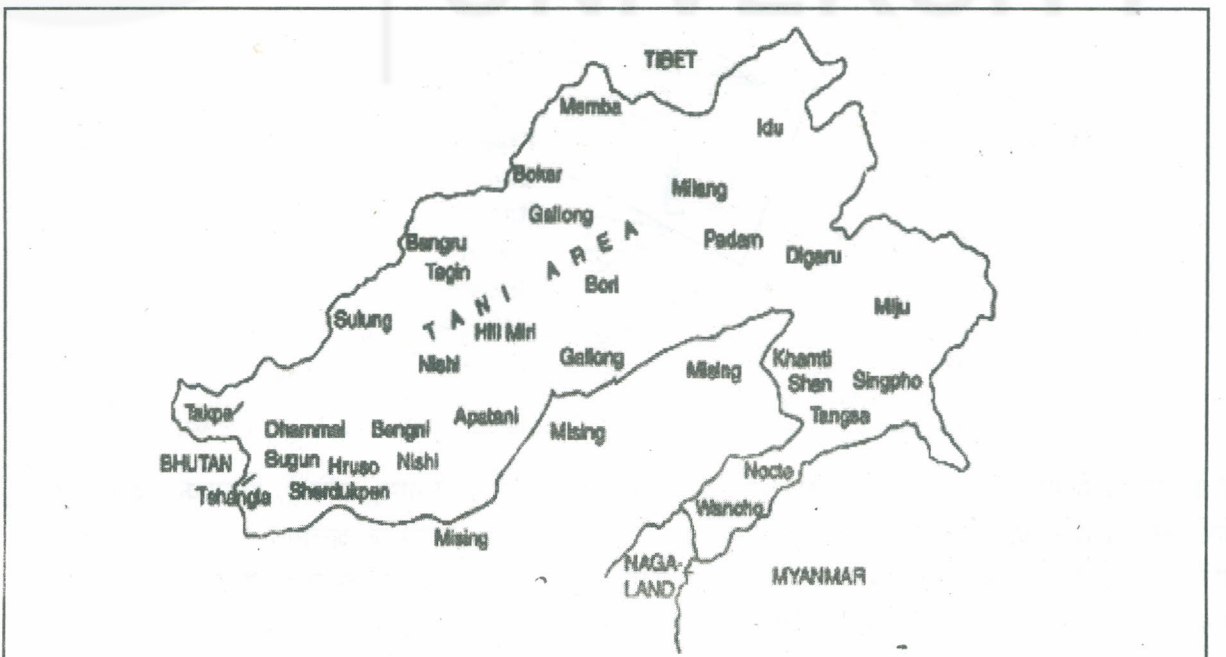 TIBET
Memba
Idu
Bokar
Milang
Gallong
Padam
Bangru
Digaru
Tagin
TANI AREA
Bori
Miju
Sulung
Hill Miri
Nishi
Gallong
Mising
Khamti
Shan
Singpho
Takpa
Apatani
Tangsa
Dhammai
Bengni
Mising
BHUTAN
Sugun
Hruso
Nishi
Nocte
Tshangla
Sherdukpen
Wancho
Mising
NAGA-
LAND
MYANMAR